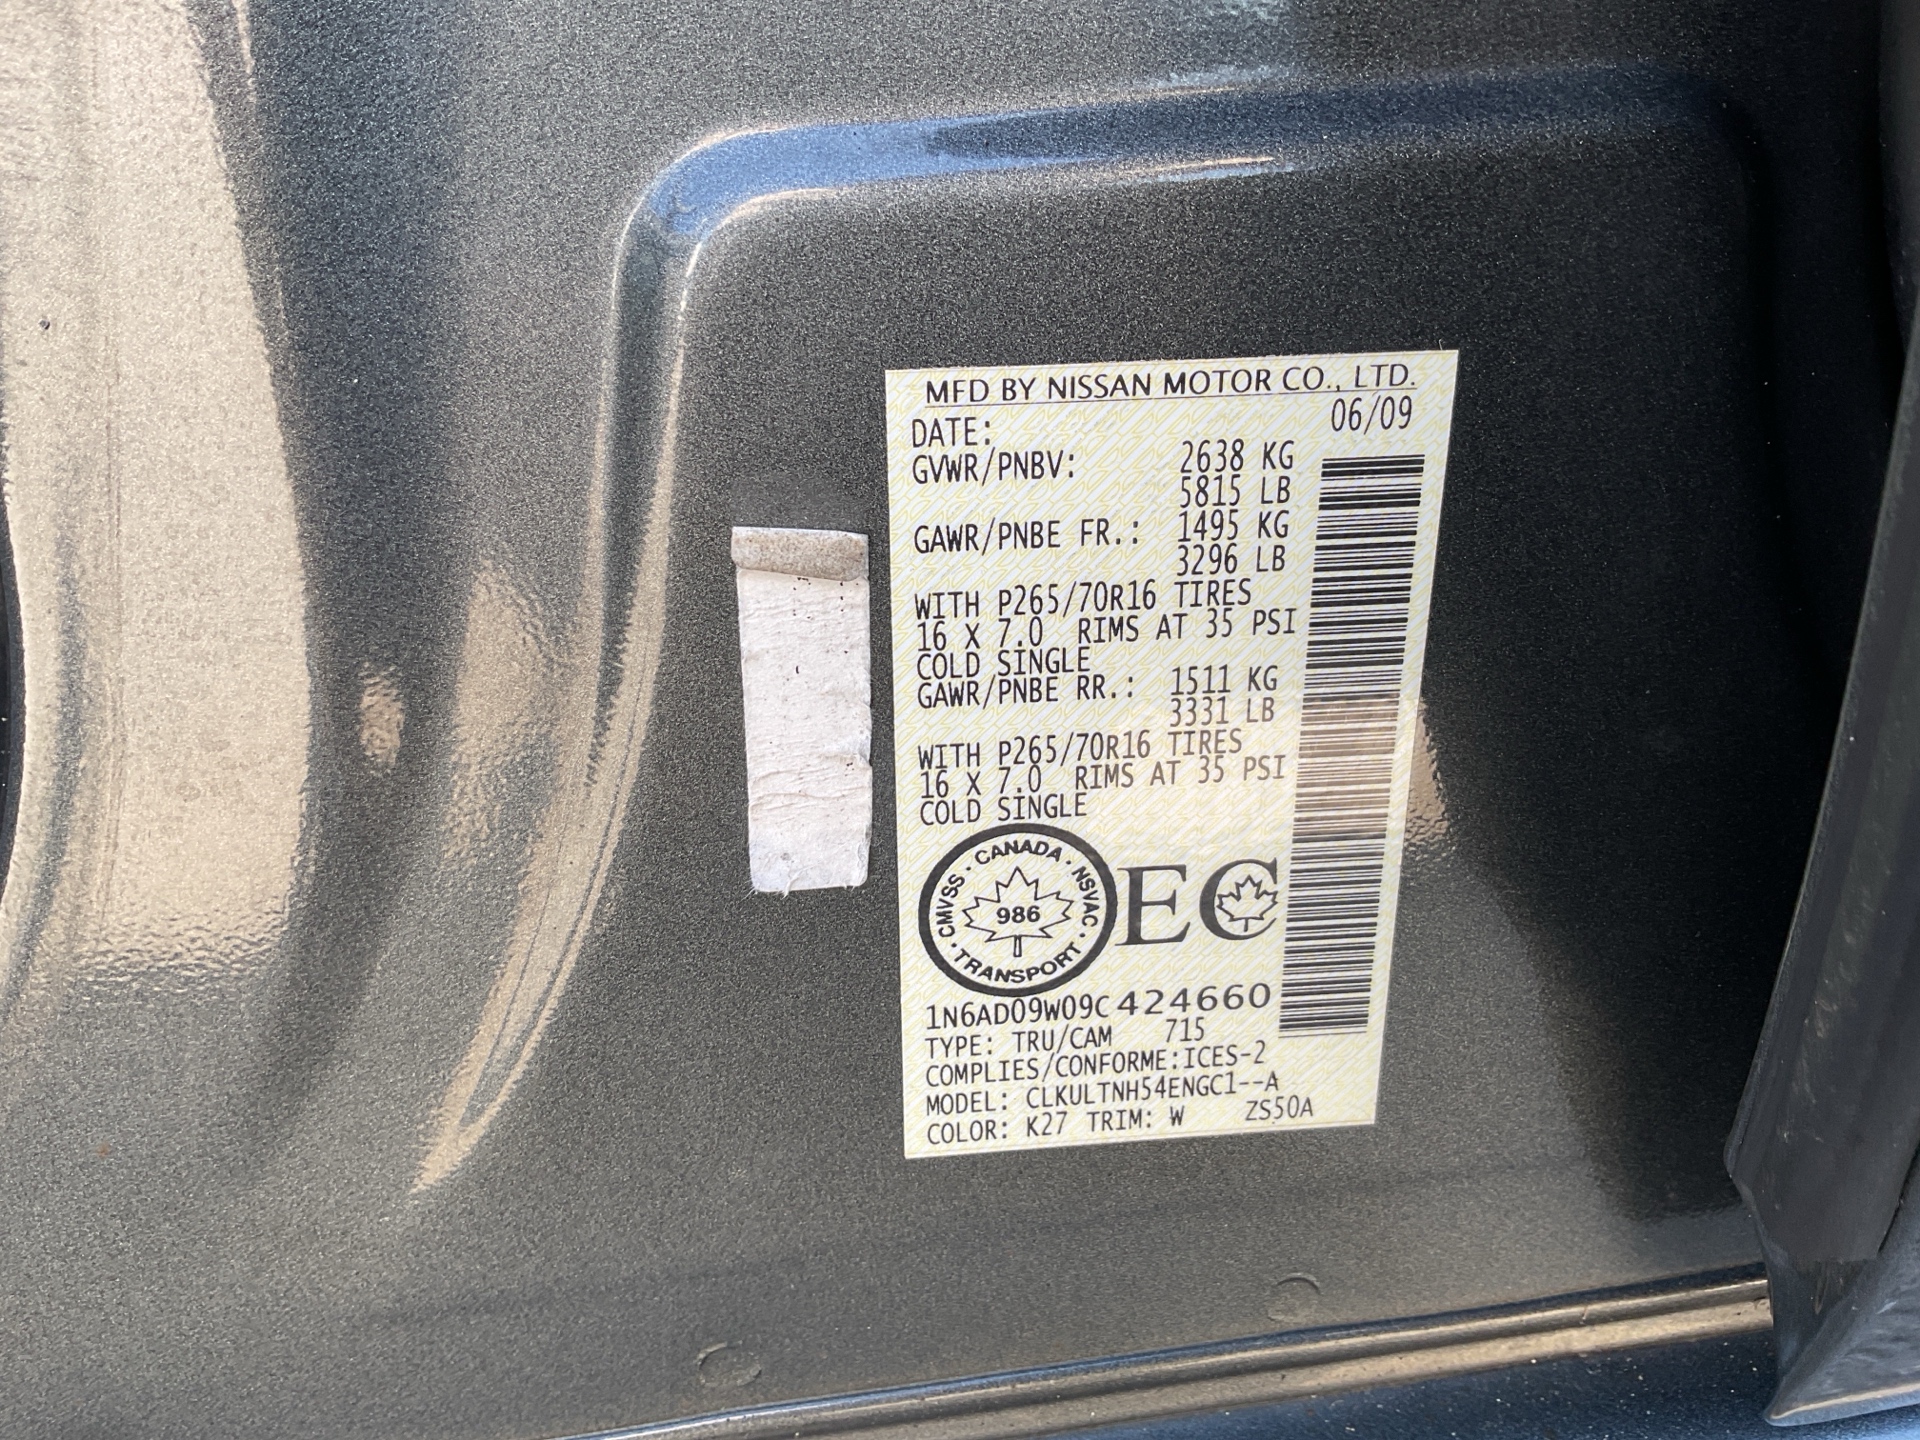 MFD BY NISSAN MOTOR CO., LTD.
DATE: 06/09
GVWR/PNBV: 2638 KG
5815 LB
GAWR/PNBE FR.: 1495 KG
3296 LB
WITH P265/70R16 TIRES
16 X 7.0 RIMS AT 35 PSI
COLD SINGLE
GAWR/PNBE RR.: 1511 KG
3331 LB
WITH P265/70R16 TIRES
16 X 7.0 RIMS AT 35 PSI
COLD SINGLE
CMVSS · CANADA · NSVAC · TRANSPORT ·
986
EC
1N6AD09W09C424660
TYPE: TRU/CAM 715
COMPLIES/CONFORME:ICES-2
MODEL: CLKULTNH54ENGC1--A
COLOR: K27 TRIM: W ZS50A